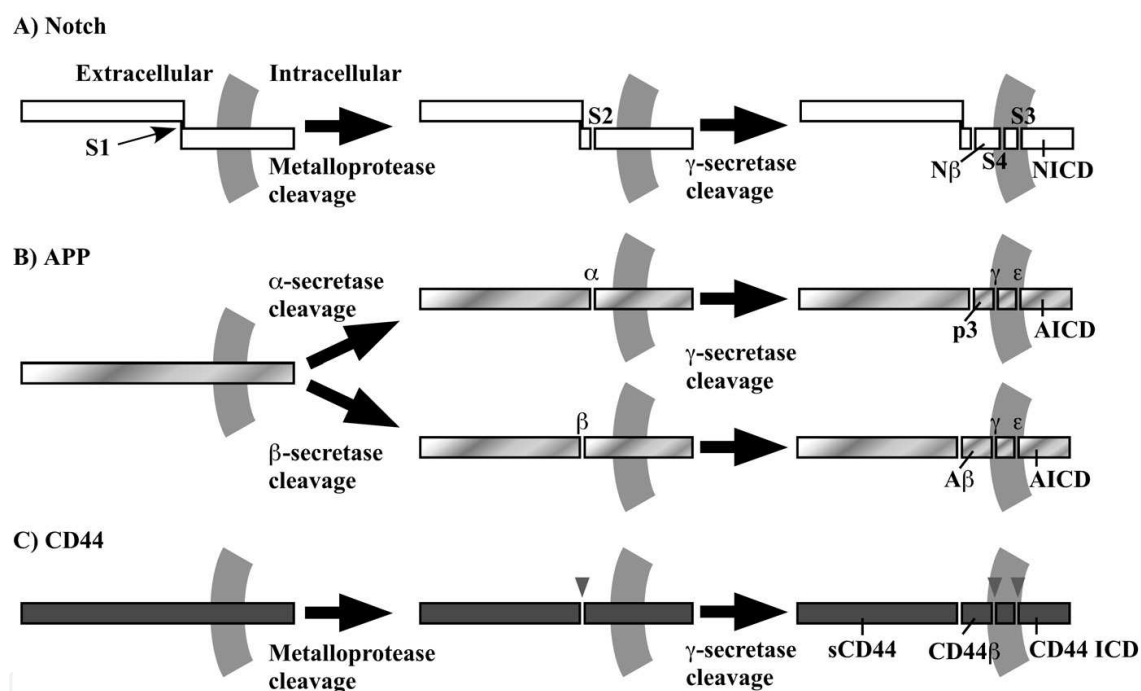 A) Notch
Extracellular
Intracellular
S1
Metalloprotease
cleavage
S2
γ-secretase
cleavage
S3
Nβ
S4
NICD
B) APP
α-secretase
cleavage
β-secretase
cleavage
α
γ-secretase
cleavage
β
γ
ε
p3
AICD
γ
ε
Aβ
AICD
C) CD44
Metalloprotease
cleavage
γ-secretase
cleavage
sCD44
CD44β
CD44 ICD